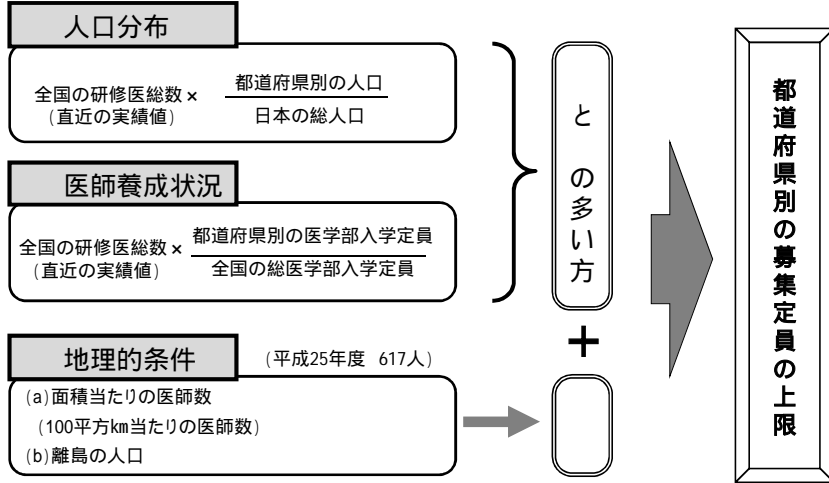 人口分布
全国の研修医総数×
都道府県別の人口
(直近の実績値)
日本の総人口
医師養成状況
全国の研修医総数×
都道府県別の医学部入学定員
(直近の実績値)
全国の総医学部入学定員
地理的条件
(平成25年度 617人)
(a)面積当たりの医師数
(100平方km当たりの医師数)
(b)離島の人口
と の多い方
+
都道府県別の募集定員の上限